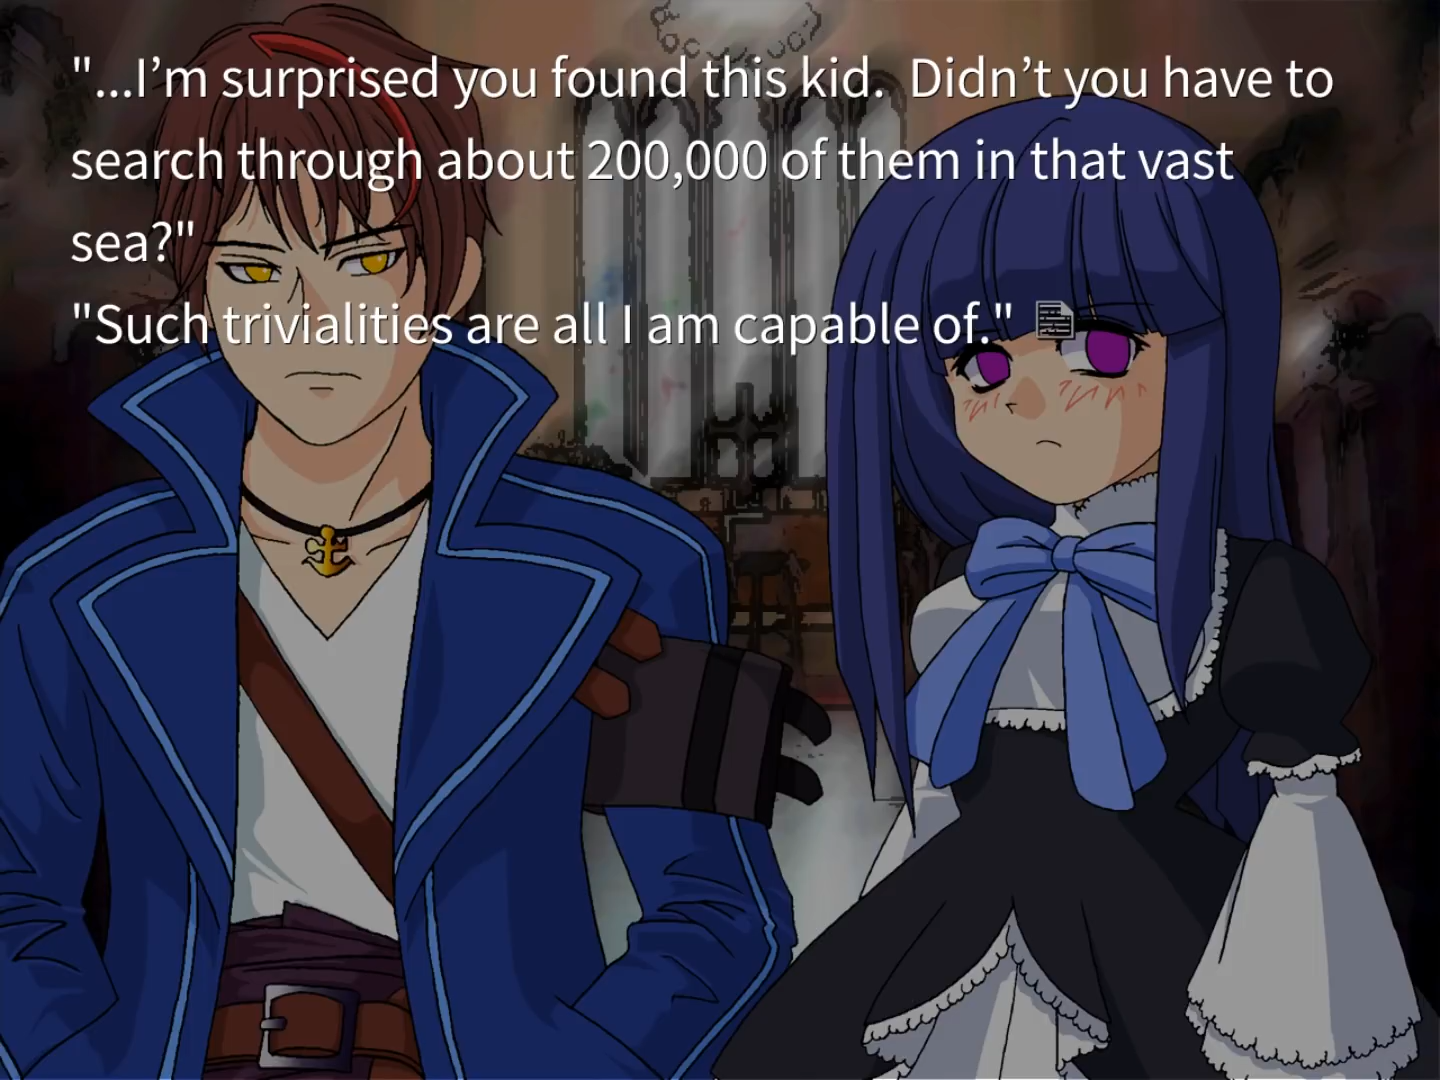 "...I’m surprised you found this kid.  Didn’t you have to
search through about 200,000 of them in that vast
sea?"
"Such trivialities are all I am capable of."